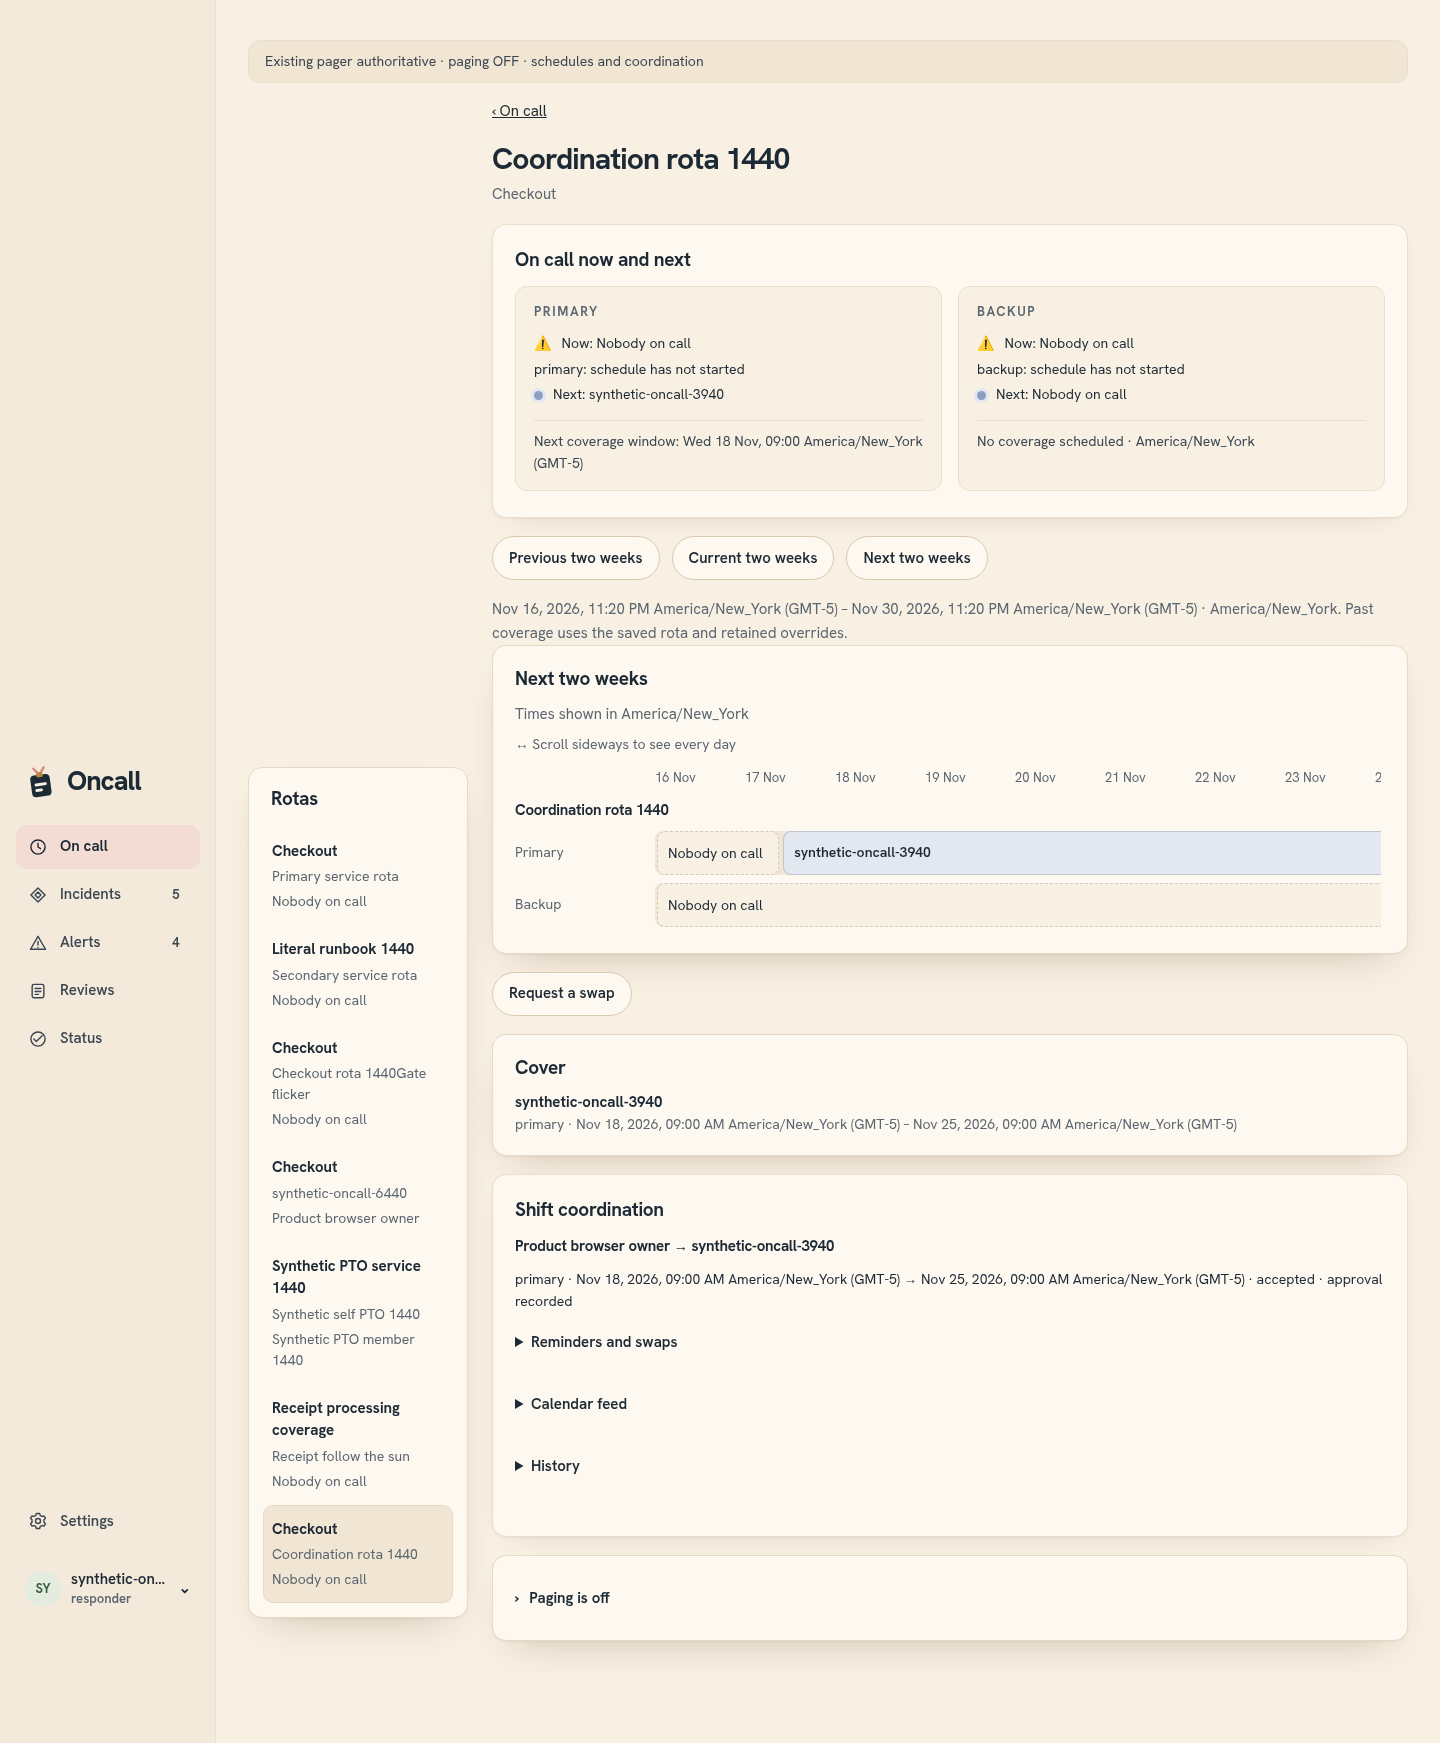 Existing pager authoritative · paging OFF · schedules and coordination
‹ On call
Coordination rota 1440
Checkout
On call now and next
PRIMARY
⚠️ Now: Nobody on call
primary: schedule has not started
Next: synthetic-oncall-3940
Next coverage window: Wed 18 Nov, 09:00 America/New_York
(GMT-5)
BACKUP
⚠️ Now: Nobody on call
backup: schedule has not started
Next: Nobody on call
No coverage scheduled · America/New_York
Previous two weeks
Current two weeks
Next two weeks
Nov 16, 2026, 11:20 PM America/New_York (GMT-5) – Nov 30, 2026, 11:20 PM America/New_York (GMT-5) · America/New_York. Past
coverage uses the saved rota and retained overrides.
Next two weeks
Times shown in America/New_York
↔ Scroll sideways to see every day
16 Nov 17 Nov 18 Nov 19 Nov 20 Nov 21 Nov 22 Nov 23 Nov 2
Coordination rota 1440
Primary
Nobody on call
synthetic-oncall-3940
Backup
Nobody on call
Request a swap
Cover
synthetic-oncall-3940
primary · Nov 18, 2026, 09:00 AM America/New_York (GMT-5) – Nov 25, 2026, 09:00 AM America/New_York (GMT-5)
Shift coordination
Product browser owner → synthetic-oncall-3940
primary · Nov 18, 2026, 09:00 AM America/New_York (GMT-5) → Nov 25, 2026, 09:00 AM America/New_York (GMT-5) · accepted · approval
recorded
▶ Reminders and swaps
▶ Calendar feed
▶ History
› Paging is off
Oncall
On call
Incidents 5
Alerts 4
Reviews
Status
Settings
SY
synthetic-on...
responder
Rotas
Checkout
Primary service rota
Nobody on call
Literal runbook 1440
Secondary service rota
Nobody on call
Checkout
Checkout rota 1440Gate
flicker
Nobody on call
Checkout
synthetic-oncall-6440
Product browser owner
Synthetic PTO service
1440
Synthetic self PTO 1440
Synthetic PTO member
1440
Receipt processing
coverage
Receipt follow the sun
Nobody on call
Checkout
Coordination rota 1440
Nobody on call